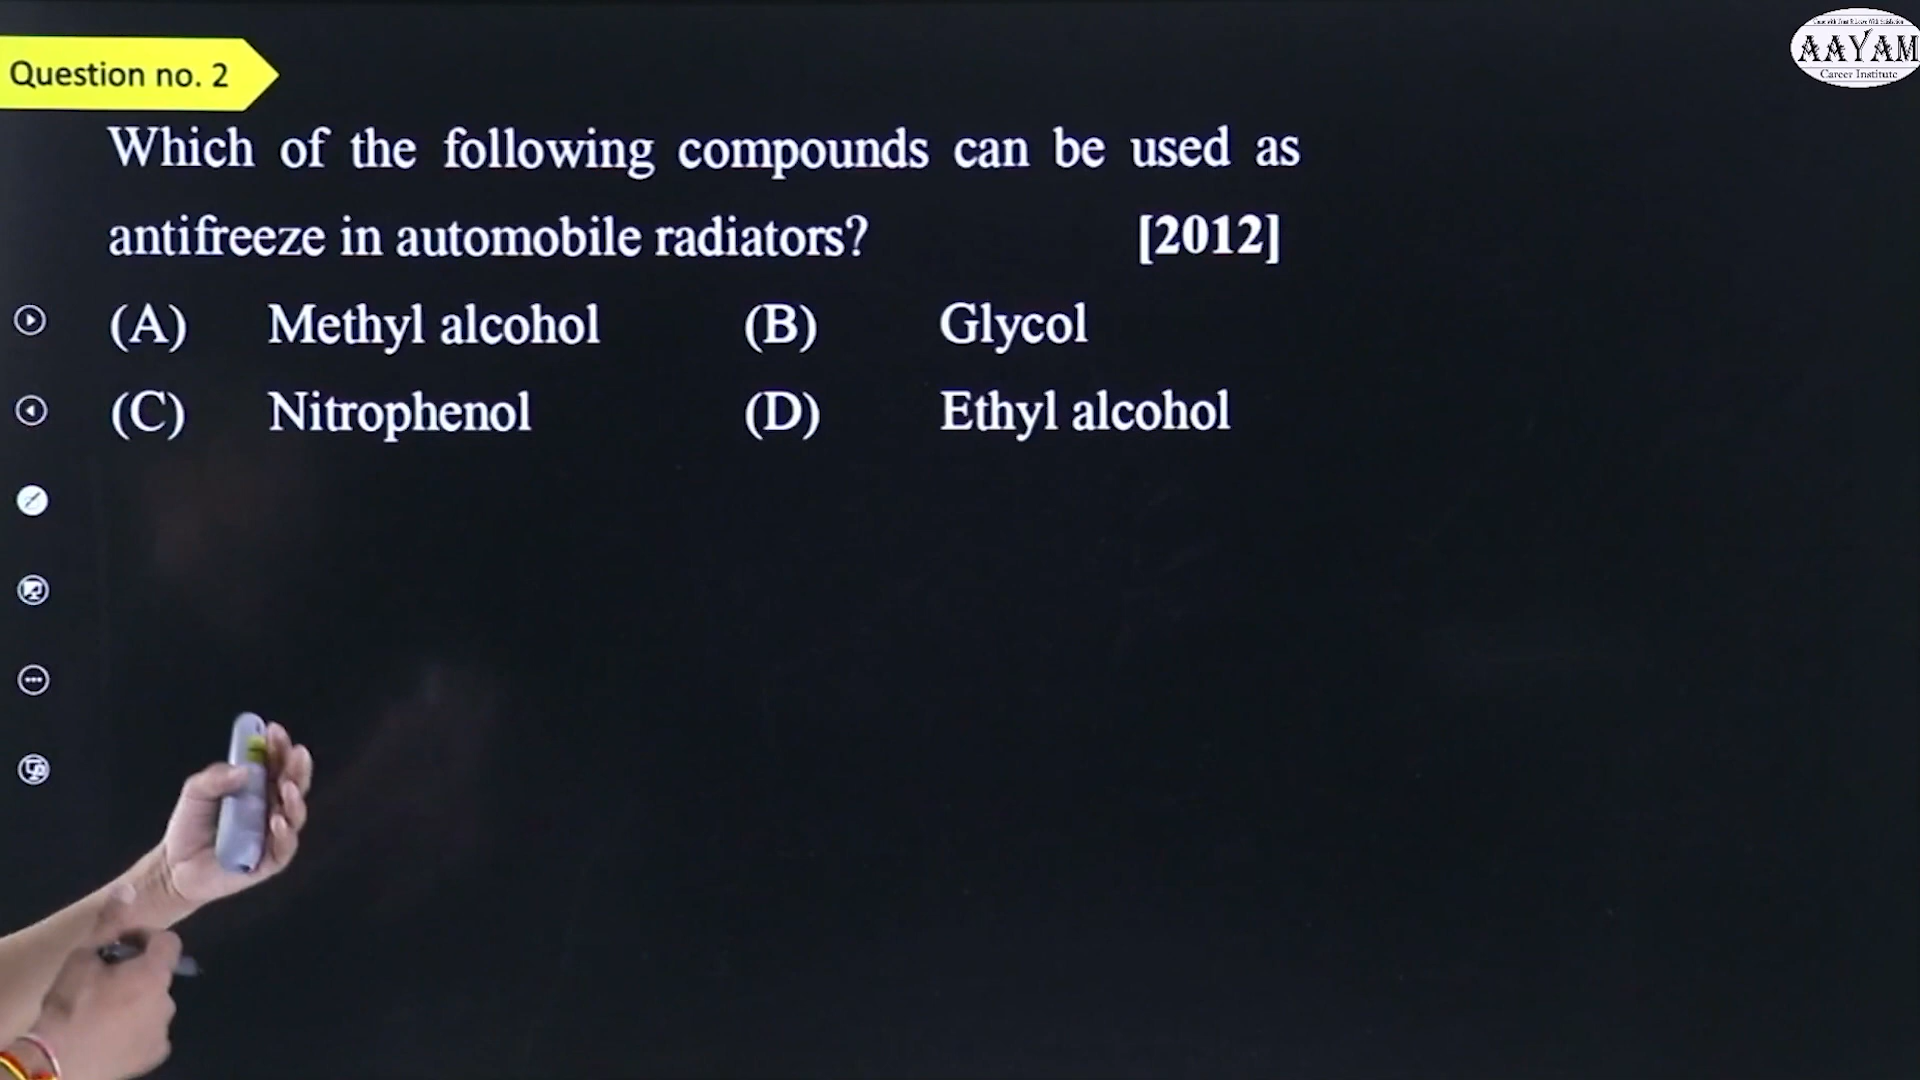 AAYAM
Career Institute
Question no. 2
Which of the following compounds can be used as
antifreeze in automobile radiators? [2012]
(A) Methyl alcohol (B) Glycol
(C) Nitrophenol (D) Ethyl alcohol